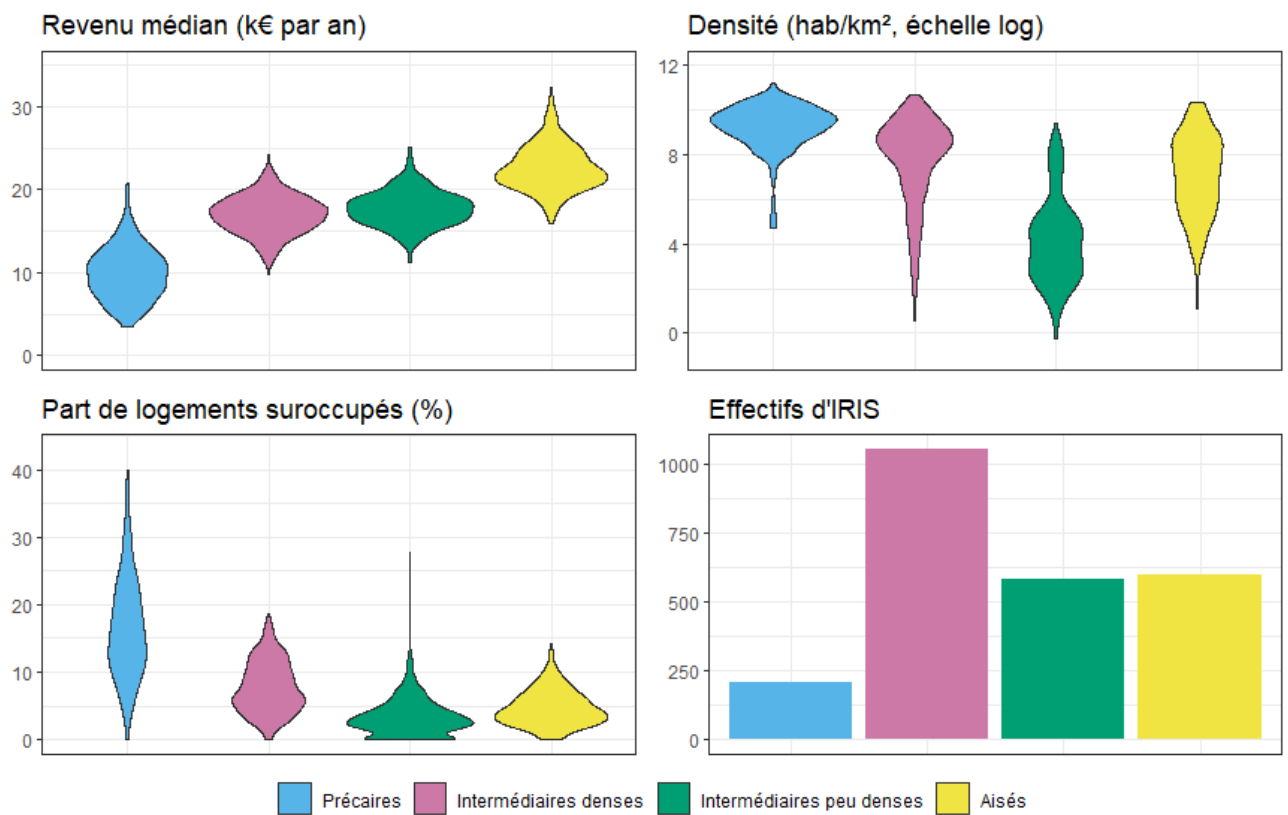 Revenu médian (k€ par an)
30
20
10
0
Densité (hab/km², échelle log)
12
8
4
0
Part de logements suroccupés (%)
40
30
20
10
0
Effectifs d'IRIS
1000
750
500
250
0
Précaires
Intermédiaires denses
Intermédiaires peu denses
Aisés